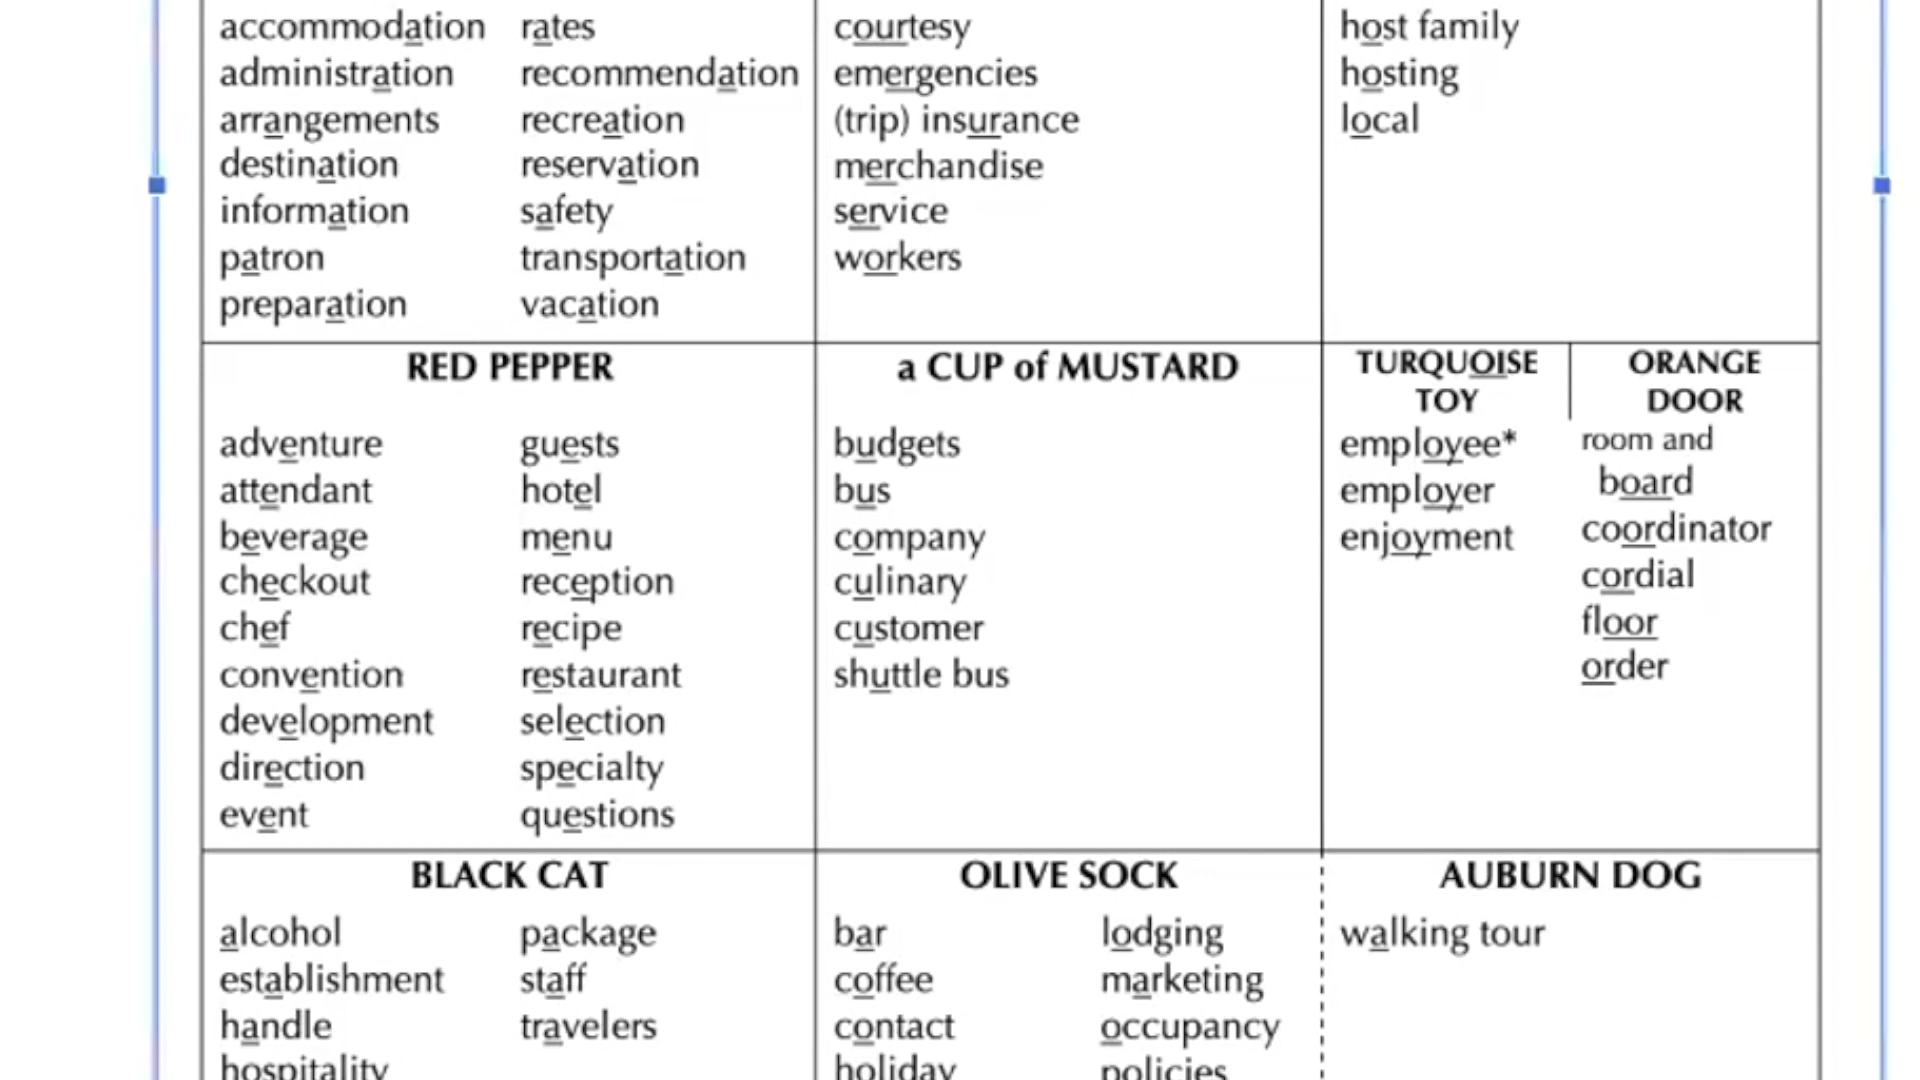 accommodation rates courtesy host family
administration recommendation emergencies hosting
arrangements recreation (trip) insurance local
destination reservation merchandise
information safety service
patron transportation workers
preparation vacation
RED PEPPER
adventure guests
attendant hotel
beverage menu
checkout reception
chef recipe
convention restaurant
development selection
direction specialty
event questions
a CUP of MUSTARD
budgets
bus
company
culinary
customer
shuttle bus
TURQUOISE
TOY
employee*
employer
enjoyment
ORANGE
DOOR
room and
board
coordinator
cordial
floor
order
BLACK CAT
alcohol package
establishment staff
handle travelers
hospitality
OLIVE SOCK
bar lodging
coffee marketing
contact occupancy
holiday policies
AUBURN DOG
walking tour